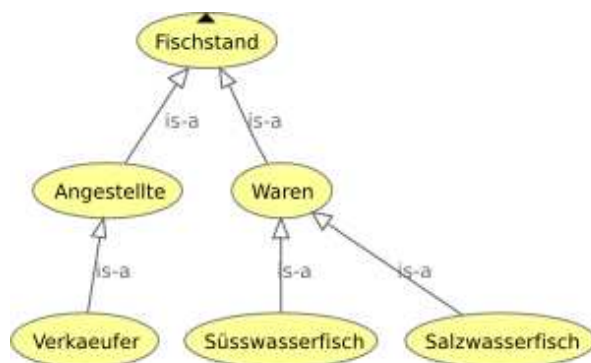 Fischstand
is-a
is-a
Angestellte
Waren
is-a
is-a
is-a
Verkaeufer
Süsswasserfisch
Salzwasserfisch